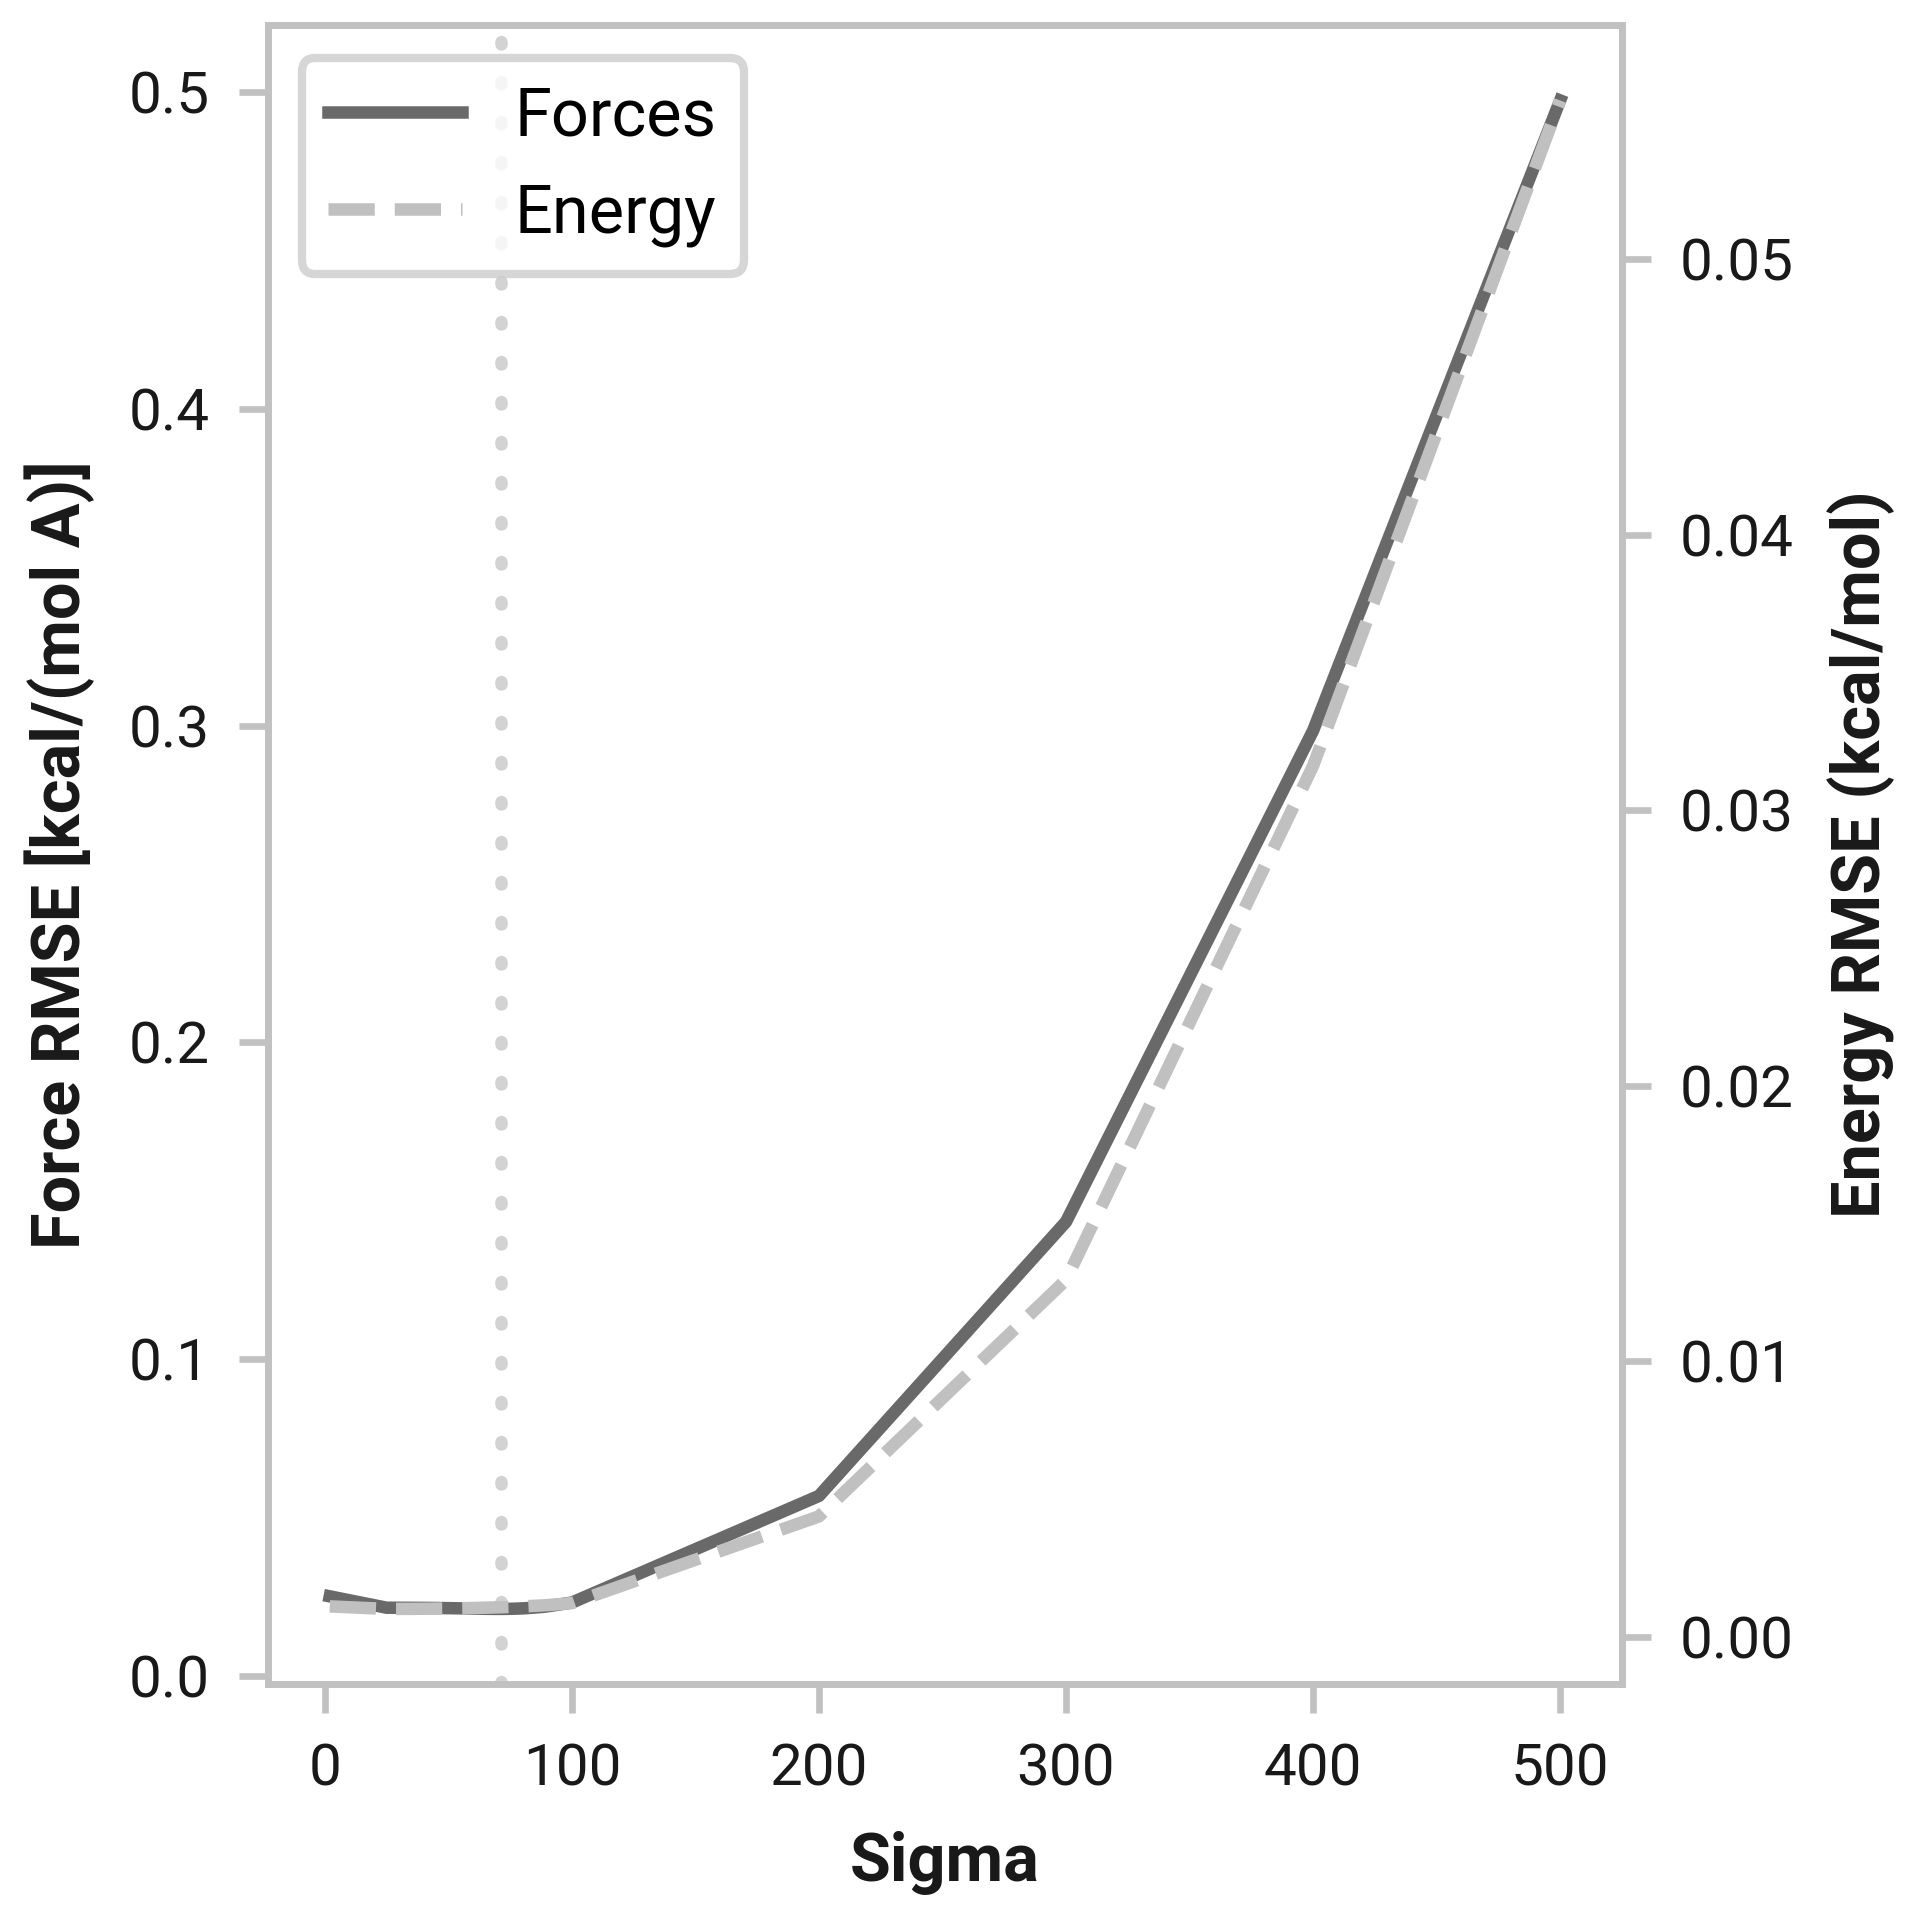 Forces
Energy
0.5
0.4
0.3
0.2
0.1
0.0
Force RMSE [kcal/(mol A)]
0.05
0.04
0.03
0.02
0.01
0.00
Energy RMSE (kcal/mol)
0 100 200 300 400 500
Sigma